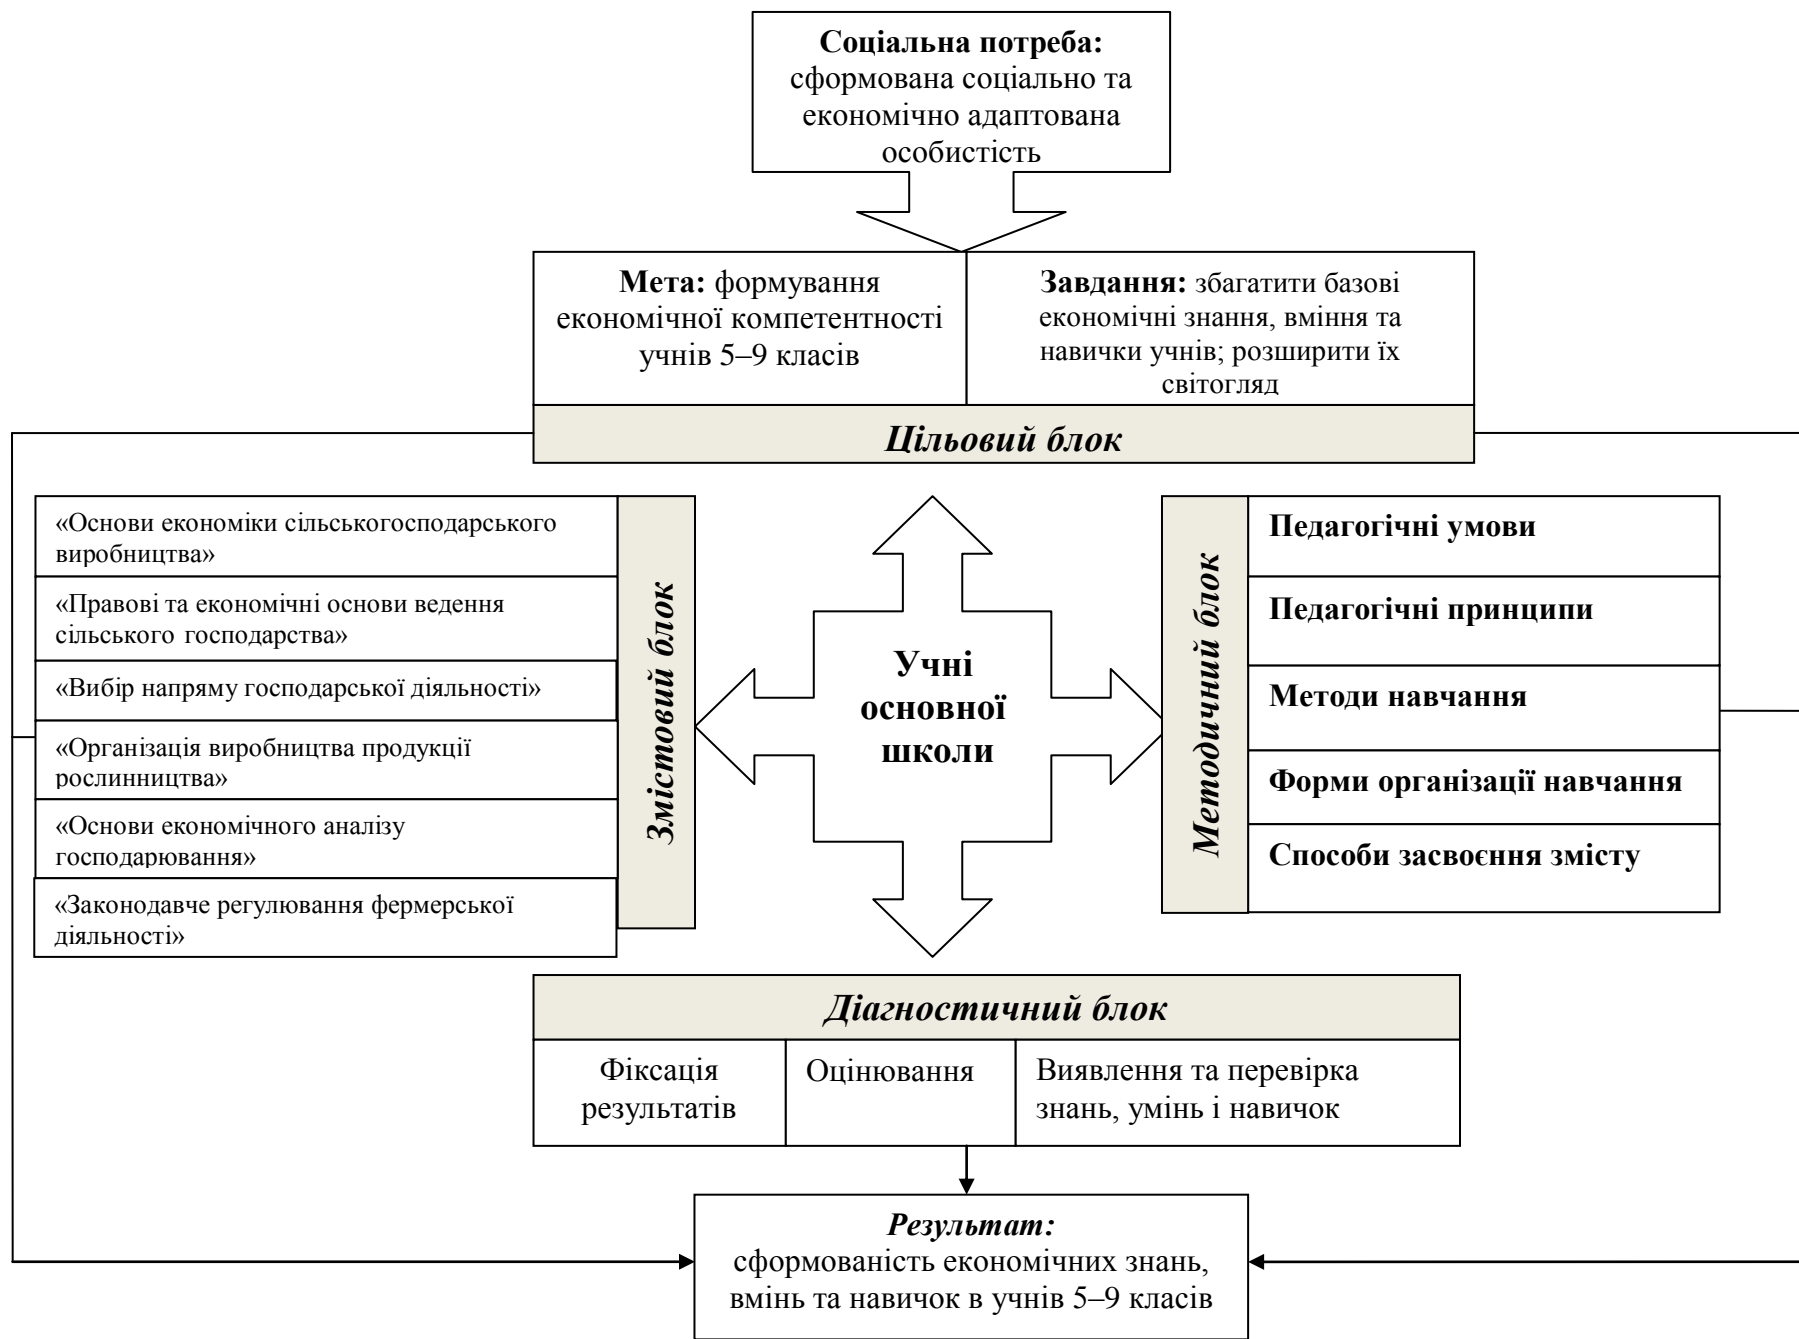 Соціальна потреба:
сформована соціально та
економічно адаптована
особистість
Мета: формування
економічної компетентності
учнів 5–9 класів
Завдання: збагатити базові
економічні знання, вміння та
навички учнів; розширити їх
світогляд
Цільовий блок
«Основи економіки сільськогосподарського
виробництва»
«Правові та економічні основи ведення
сільського господарства»
«Вибір напряму господарської діяльності»
«Організація виробництва продукції
рослинництва»
«Основи економічного аналізу
господарювання»
«Законодавче регулювання фермерської
діяльності»
Змістовий блок
Учні
основної
школи
Методичний блок
Педагогічні умови
Педагогічні принципи
Методи навчання
Форми організації навчання
Способи засвоєння змісту
Діагностичний блок
Фіксація
результатів
Оцінювання
Виявлення та перевірка
знань, умінь і навичок
Результат:
сформованість економічних знань,
вмінь та навичок в учнів 5–9 класів